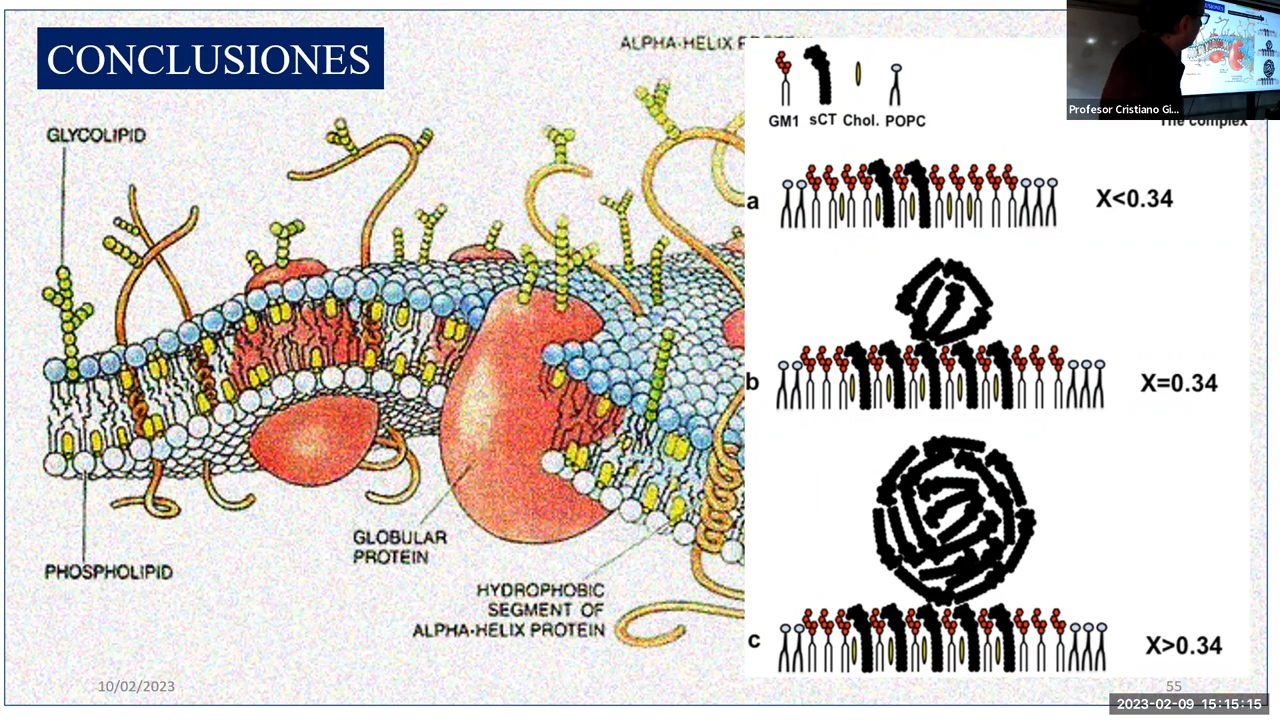 CONCLUSIONES
ALPHA-HELIX
GLYCOLIPID
GM1 sCT Chol. POPC
Profesor Cristiano Gi...
The complex
a
X<0.34
b
X=0.34
GLOBULAR
PROTEIN
PHOSPHOLIPID
HYDROPHOBIC
SEGMENT OF
ALPHA-HELIX PROTEIN
c
X>0.34
10/02/2023
55
2023-02-09 15:15:15